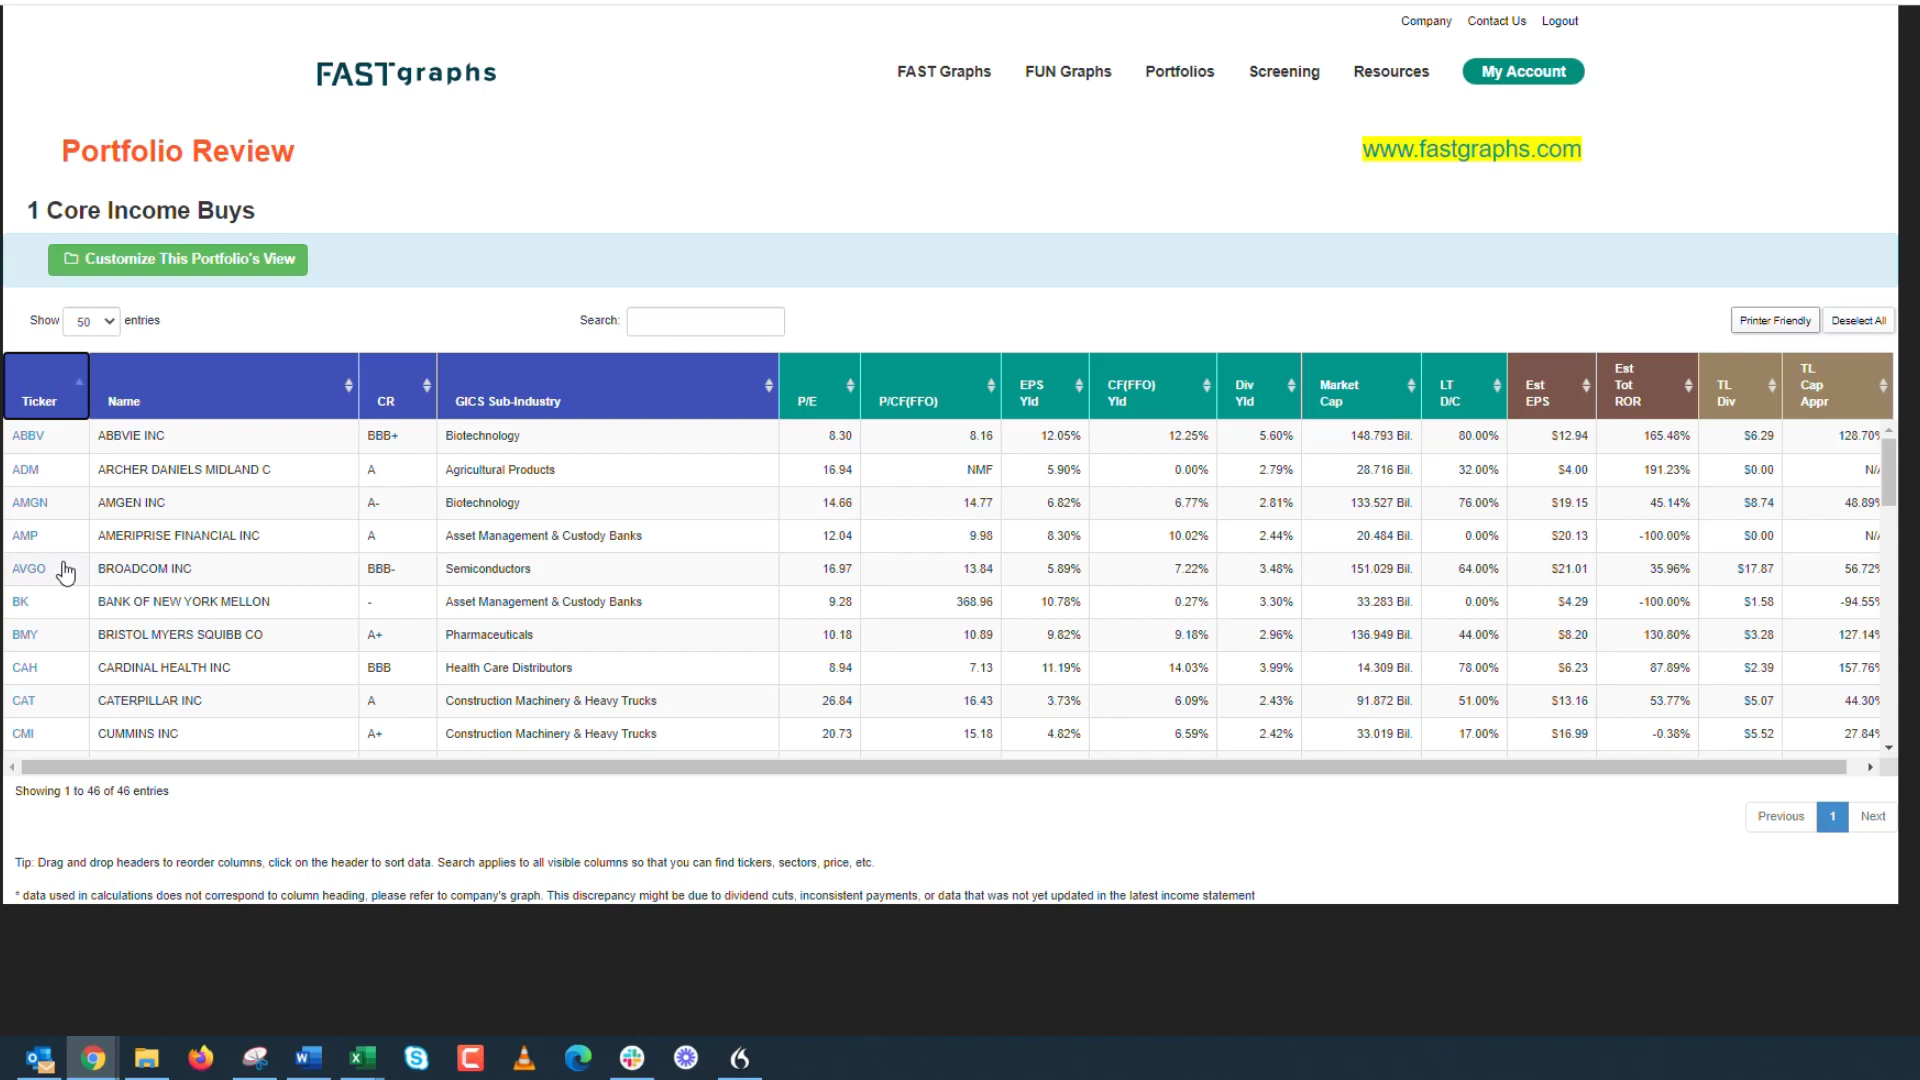 Company Contact Us Logout
FASTgraphs FAST Graphs FUN Graphs Portfolios Screening Resources My Account
Portfolio Review www.fastgraphs.com
1 Core Income Buys
Customize This Portfolio's View
Show 50 entries Search: Printer Friendly Deselect All
Ticker Name CR GICS Sub-Industry P/E P/CF(FFO) EPS Yld CF(FFO) Yld Div Yld Market Cap LT D/C Est EPS Est Tot ROR TL Div TL Cap Appr
ABBV ABBVIE INC BBB+ Biotechnology 8.30 8.16 12.05% 12.25% 5.60% 148.793 Bil. 80.00% $12.94 165.48% $6.29 128.70%
ADM ARCHER DANIELS MIDLAND C A Agricultural Products 16.94 NMF 5.90% 0.00% 2.79% 28.716 Bil. 32.00% $4.00 191.23% $0.00 N/
AMGN AMGEN INC A- Biotechnology 14.66 14.77 6.82% 6.77% 2.81% 133.527 Bil. 76.00% $19.15 45.14% $8.74 48.89%
AMP AMERIPRISE FINANCIAL INC A Asset Management & Custody Banks 12.04 9.98 8.30% 10.02% 2.44% 20.484 Bil. 0.00% $20.13 -100.00% $0.00 N/
AVGO BROADCOM INC BBB- Semiconductors 16.97 13.84 5.89% 7.22% 3.48% 151.029 Bil. 64.00% $21.01 35.96% $17.87 56.72%
BK BANK OF NEW YORK MELLON - Asset Management & Custody Banks 9.28 368.96 10.78% 0.27% 3.30% 33.283 Bil. 0.00% $4.29 -100.00% $1.58 -94.55%
BMY BRISTOL MYERS SQUIBB CO A+ Pharmaceuticals 10.18 10.89 9.82% 9.18% 2.96% 136.949 Bil. 44.00% $8.20 130.80% $3.28 127.14%
CAH CARDINAL HEALTH INC BBB Health Care Distributors 8.94 7.13 11.19% 14.03% 3.99% 14.309 Bil. 78.00% $6.23 87.89% $2.39 157.76%
CAT CATERPILLAR INC A Construction Machinery & Heavy Trucks 26.84 16.43 3.73% 6.09% 2.43% 91.872 Bil. 51.00% $13.16 53.77% $5.07 44.30%
CMI CUMMINS INC A+ Construction Machinery & Heavy Trucks 20.73 15.18 4.82% 6.59% 2.42% 33.019 Bil. 17.00% $16.99 -0.38% $5.52 27.84%
Showing 1 to 46 of 46 entries
Previous 1 Next
Tip: Drag and drop headers to reorder columns, click on the header to sort data. Search applies to all visible columns so that you can find tickers, sectors, price, etc.
* data used in calculations does not correspond to column heading, please refer to company's graph. This discrepancy might be due to dividend cuts, inconsistent payments, or data that was not yet updated in the latest income statement